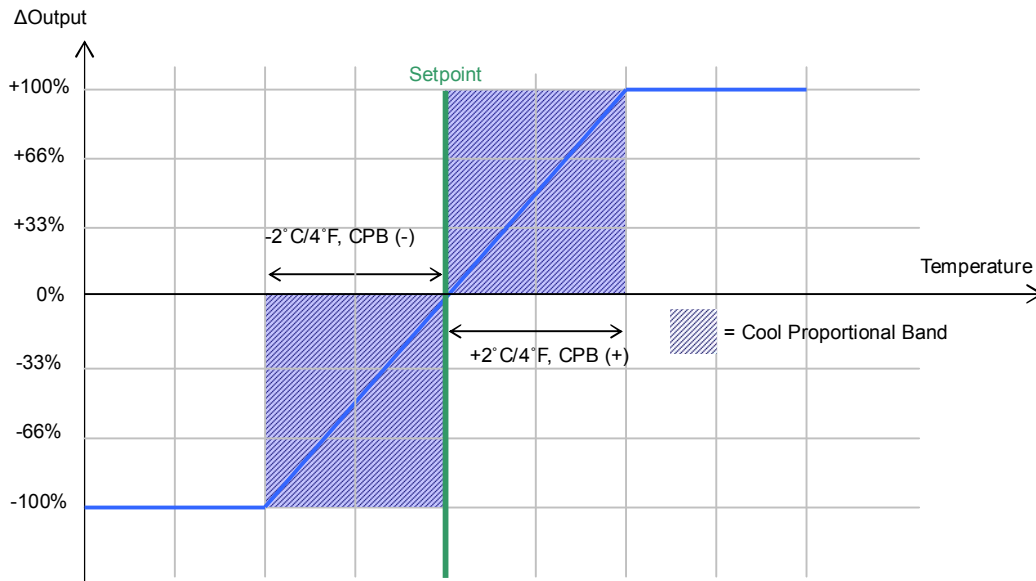 ΔOutput
Setpoint
+100%
+66%
+33%
-2˚C/4˚F, CPB (-)
Temperature
0%
= Cool Proportional Band
+2˚C/4˚F, CPB (+)
-33%
-66%
-100%